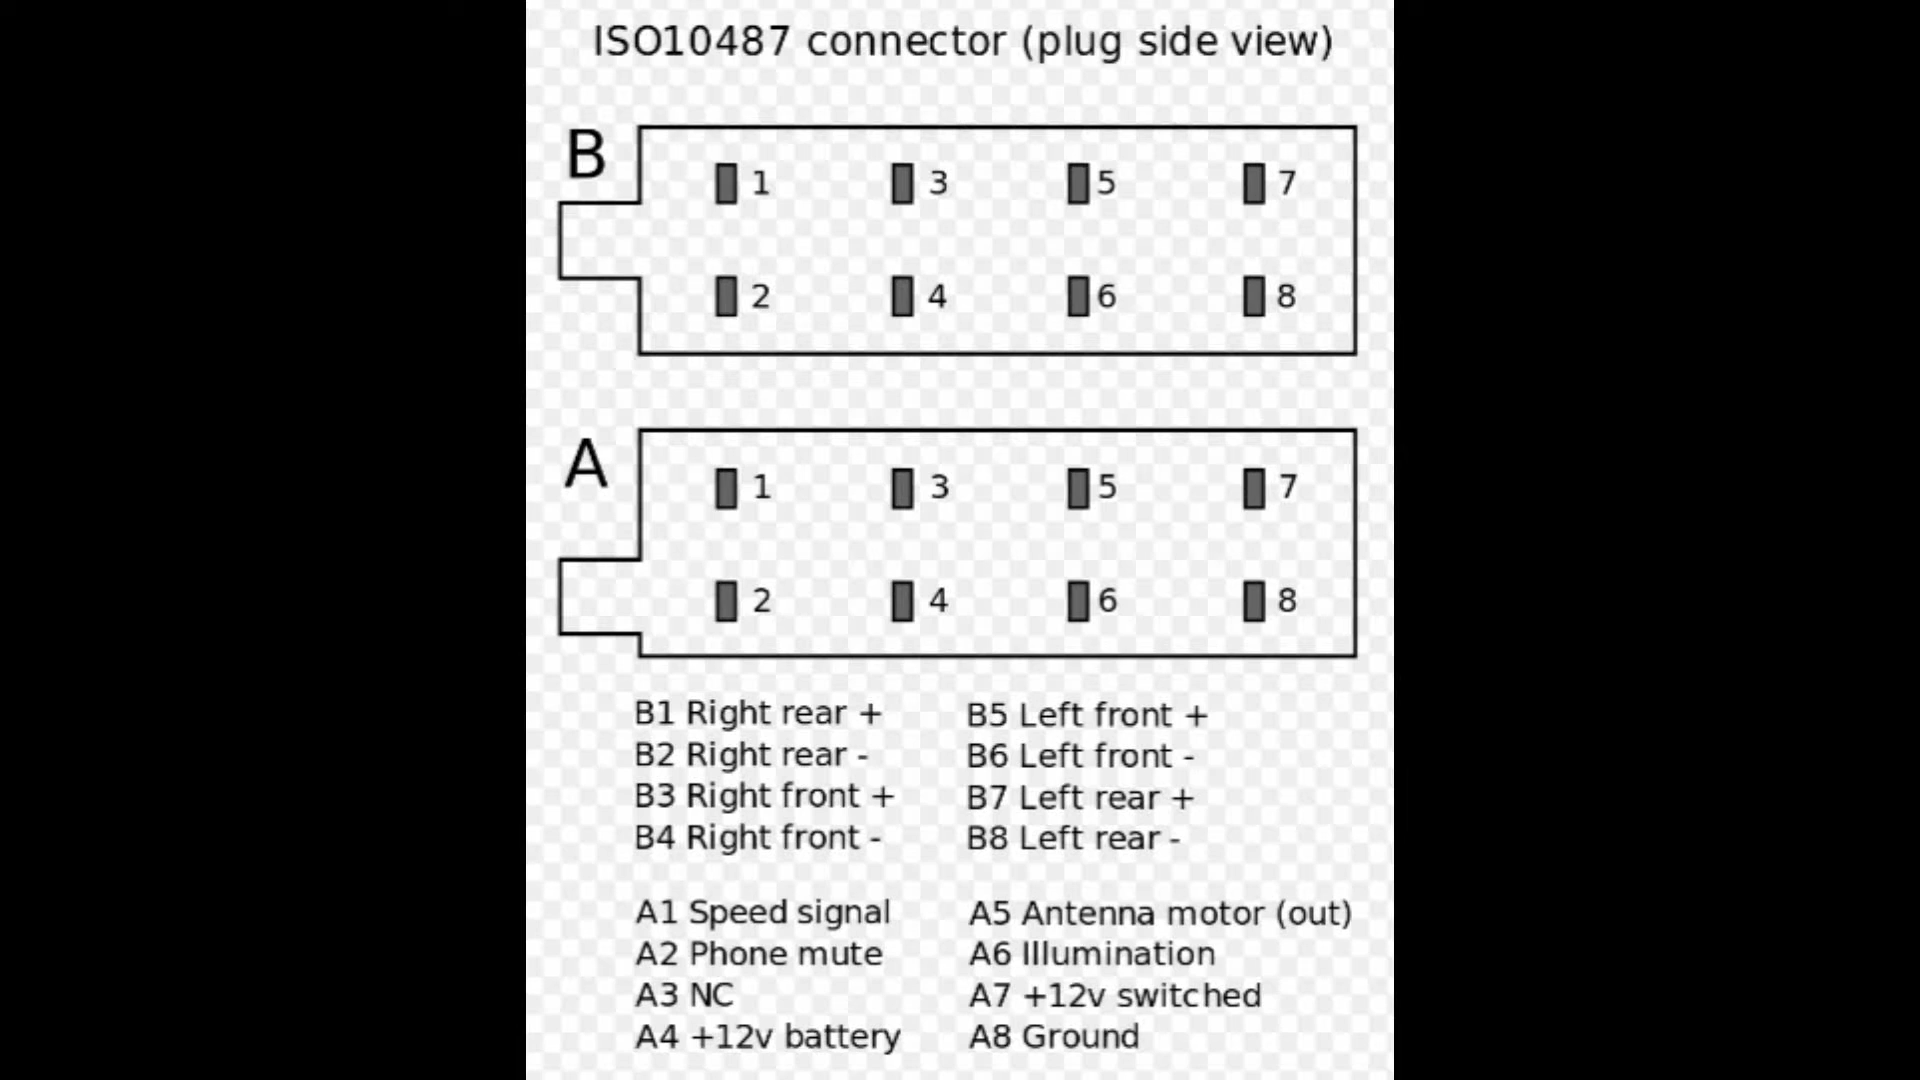 ISO10487 connector (plug side view)
B
1 3 5 7
2 4 6 8
A
1 3 5 7
2 4 6 8
B1 Right rear +
B2 Right rear -
B3 Right front +
B4 Right front -
B5 Left front +
B6 Left front -
B7 Left rear +
B8 Left rear -
A1 Speed signal
A2 Phone mute
A3 NC
A4 +12v battery
A5 Antenna motor (out)
A6 Illumination
A7 +12v switched
A8 Ground